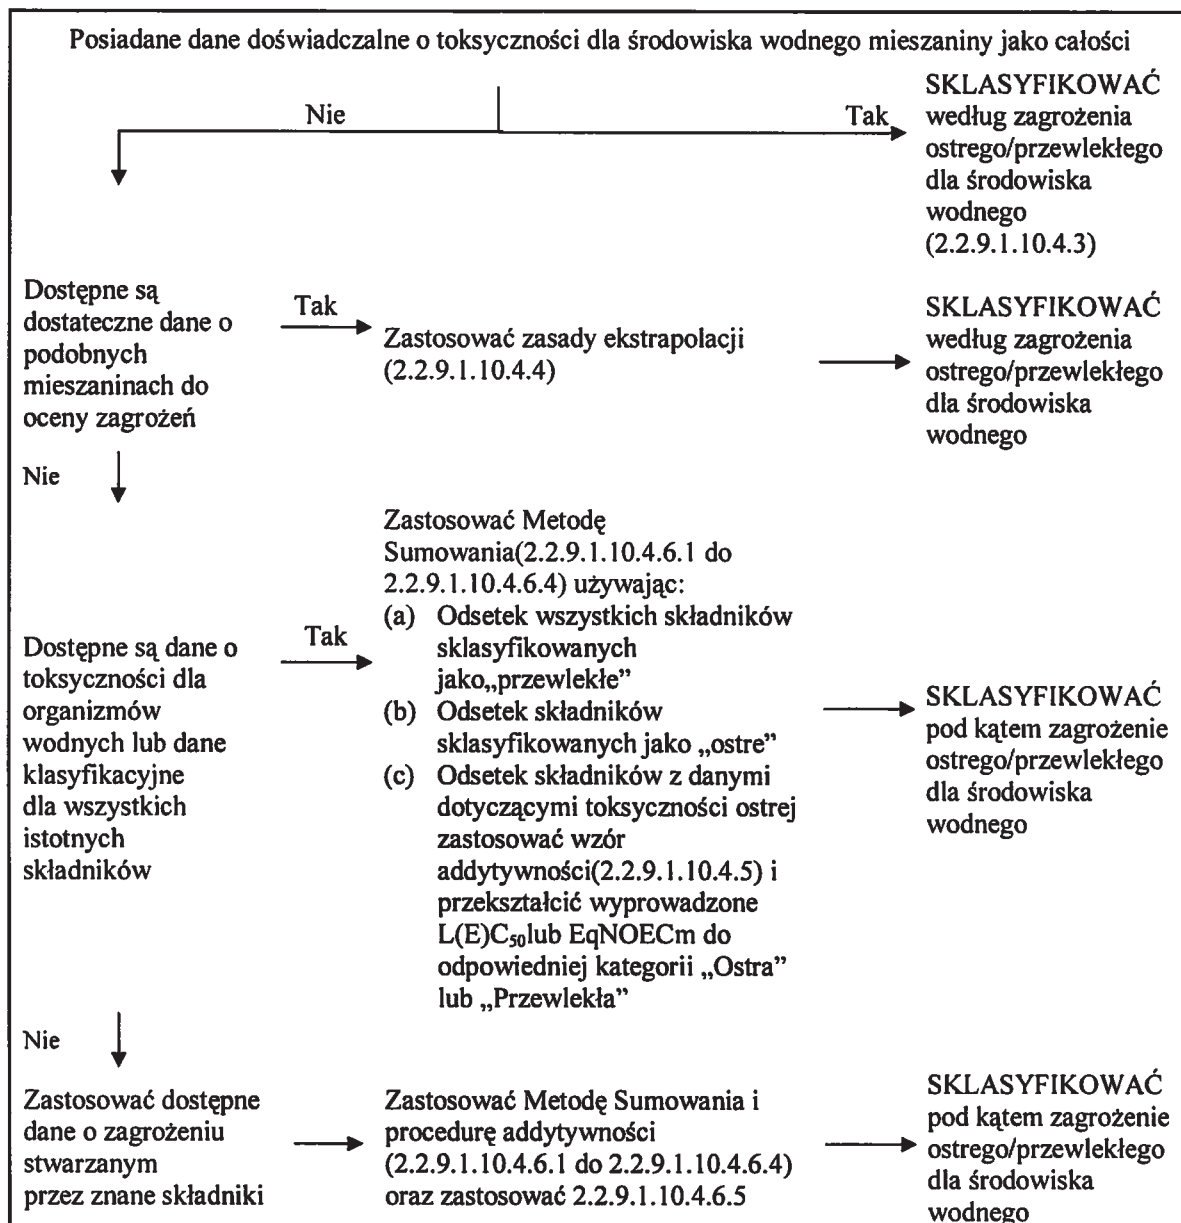 Posiadane dane doświadczalne o toksyczności dla środowiska wodnego mieszaniny jako całości
Nie
Tak
SKLASYFIKOWAĆ
według zagrożenia
ostrego/przewlekłego
dla środowiska
wodnego
(2.2.9.1.10.4.3)
Dostępne są
dostateczne dane o
podobnych
mieszaninach do
oceny zagrożeń
Tak
Zastosować zasady ekstrapolacji
(2.2.9.1.10.4.4)
SKLASYFIKOWAĆ
według zagrożenia
ostrego/przewlekłego
dla środowiska
wodnego
Nie
Dostępne są dane o
toksyczności dla
organizmów
wodnych lub dane
klasyfikacyjne
dla wszystkich
istotnych
składników
Tak
Zastosować Metodę
Sumowania(2.2.9.1.10.4.6.1 do
2.2.9.1.10.4.6.4) używając:
(a) Odsetek wszystkich składników
sklasyfikowanych
jako„przewlekłe”
(b) Odsetek składników
sklasyfikowanych jako „ostre”
(c) Odsetek składników z danymi
dotyczącymi toksyczności ostrej
zastosować wzór
addytywności(2.2.9.1.10.4.5) i
przekształcić wyprowadzone
L(E)C₅₀lub EqNOECm do
odpowiedniej kategorii „Ostra”
lub „Przewlekła”
SKLASYFIKOWAĆ
pod kątem zagrożenie
ostrego/przewlekłego
dla środowiska
wodnego
Nie
Zastosować dostępne
dane o zagrożeniu
stwarzanym
przez znane składniki
Zastosować Metodę Sumowania i
procedurę addytywności
(2.2.9.1.10.4.6.1 do 2.2.9.1.10.4.6.4)
oraz zastosować 2.2.9.1.10.4.6.5
SKLASYFIKOWAĆ
pod kątem zagrożenie
ostrego/przewlekłego
dla środowiska
wodnego